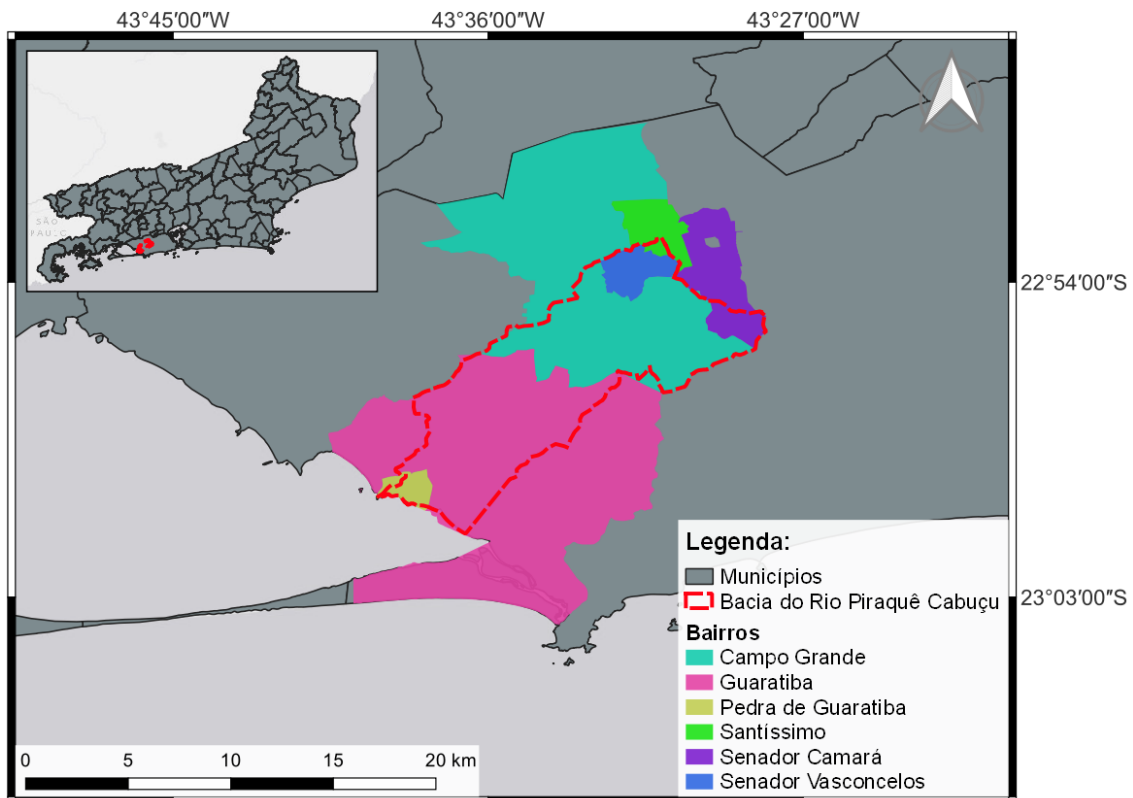 43°45′00″W 43°36′00″W 43°27′00″W
SÃO
PAULO
22°54′00″S
23°03′00″S
Legenda:
Municípios
Bacia do Rio Piraquê Cabuçu
Bairros
Campo Grande
Guaratiba
Pedra de Guaratiba
Santíssimo
Senador Camará
Senador Vasconcelos
0 5 10 15 20 km